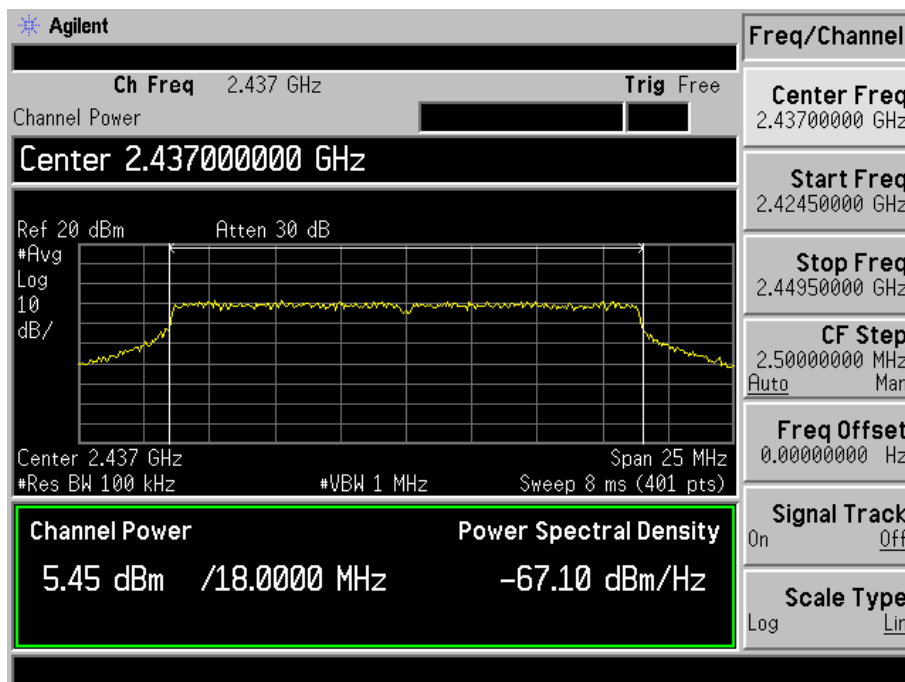 Agilent
Freq/Channel
Ch Freq 2.437 GHz Trig Free
Channel Power
Center 2.437000000 GHz
Ref 20 dBm Atten 30 dB
#Avg
Log
10
dB/
Center 2.437 GHz Span 25 MHz
#Res BW 100 kHz #VBW 1 MHz Sweep 8 ms (401 pts)
Channel Power Power Spectral Density
5.45 dBm /18.0000 MHz -67.10 dBm/Hz
Center Freq
2.43700000 GHz
Start Freq
2.42450000 GHz
Stop Freq
2.44950000 GHz
CF Step
2.50000000 MHz
Auto Man
Freq Offset
0.00000000 Hz
Signal Track
On Off
Scale Type
Log Lin